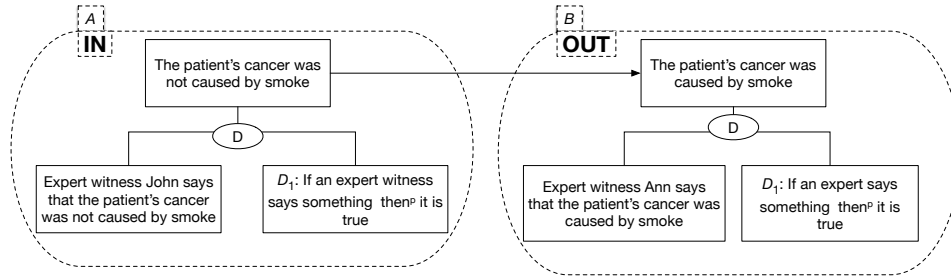 A
IN
The patient's cancer was
not caused by smoke
D
Expert witness John says
that the patient's cancer
was not caused by smoke
D1: If an expert witness
says something thenᵖ it is
true
B
OUT
The patient's cancer was
caused by smoke
D
Expert witness Ann says
that the patient's cancer was
caused by smoke
D1: If an expert says
something thenᵖ it is
true